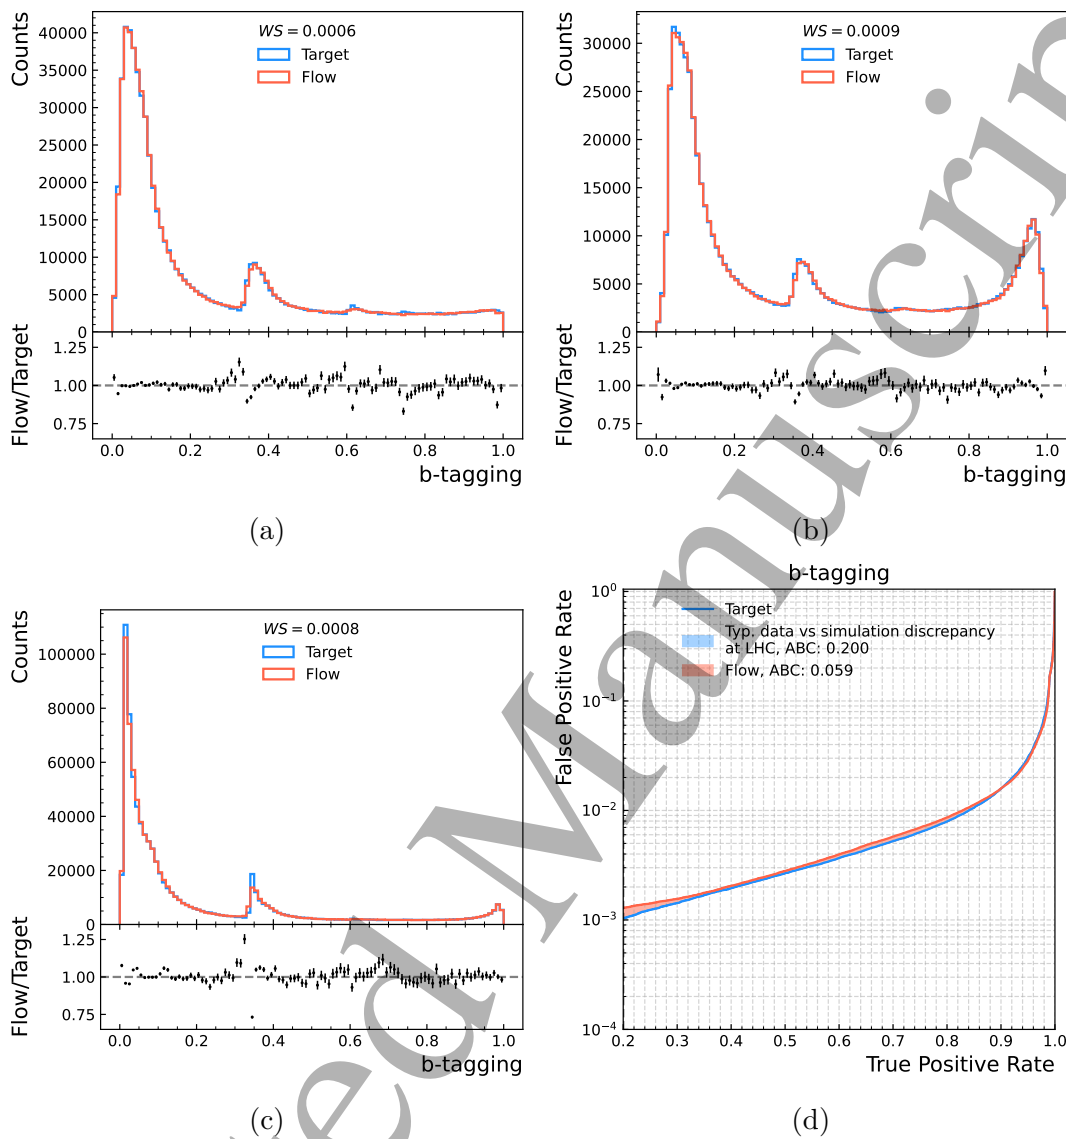 WS = 0.0006
Target
Flow
Counts
40000
35000
30000
25000
20000
15000
10000
5000
0
Flow/Target
1.25
1.00
0.75
0.0 0.2 0.4 0.6 0.8 1.0
b-tagging
(a)
WS = 0.0009
Target
Flow
Counts
30000
25000
20000
15000
10000
5000
0
Flow/Target
1.25
1.00
0.75
0.0 0.2 0.4 0.6 0.8 1.0
b-tagging
(b)
WS = 0.0008
Target
Flow
Counts
100000
80000
60000
40000
20000
0
Flow/Target
1.25
1.00
0.75
0.0 0.2 0.4 0.6 0.8 1.0
b-tagging
(c)
b-tagging
Target
Typ. data vs simulation discrepancy
at LHC, ABC: 0.200
Flow, ABC: 0.059
False Positive Rate
10⁰
10⁻¹
10⁻²
10⁻³
10⁻⁴
0.2 0.3 0.4 0.5 0.6 0.7 0.8 0.9 1.0
True Positive Rate
(d)
ed Manuscrip